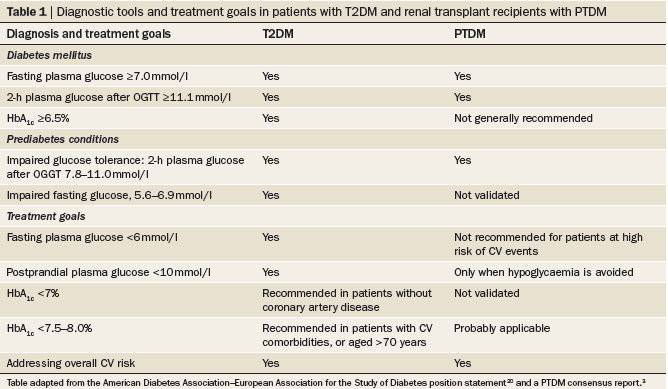 Table 1 | Diagnostic tools and treatment goals in patients with T2DM and renal transplant recipients with PTDM
Diagnosis and treatment goals T2DM PTDM
Diabetes mellitus
Fasting plasma glucose ≥7.0 mmol/l Yes Yes
2-h plasma glucose after OGTT ≥11.1 mmol/l Yes Yes
HbA1c ≥6.5% Yes Not generally recommended
Prediabetes conditions
Impaired glucose tolerance: 2-h plasma glucose Yes Yes
after OGGT 7.8–11.0 mmol/l
Impaired fasting glucose, 5.6–6.9 mmol/l Yes Not validated
Treatment goals
Fasting plasma glucose <6 mmol/l Yes Not recommended for patients at high
risk of CV events
Postprandial plasma glucose <10 mmol/l Yes Only when hypoglycaemia is avoided
HbA1c <7% Recommended in patients without Not validated
coronary artery disease
HbA1c <7.5–8.0% Recommended in patients with CV Probably applicable
comorbidities, or aged >70 years
Addressing overall CV risk Yes Yes
Table adapted from the American Diabetes Association–European Association for the Study of Diabetes position statement and a PTDM consensus report.